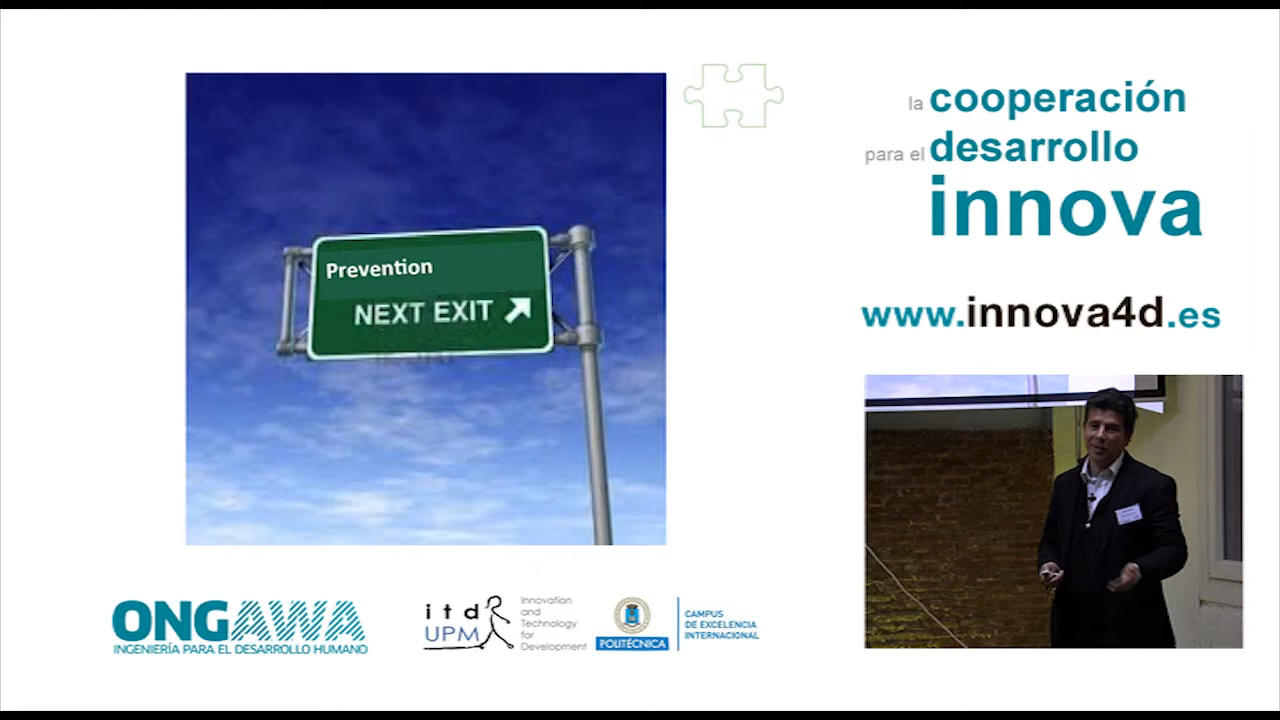 Prevention
NEXT EXIT
la cooperación
para el desarrollo
innova
www.innova4d.es
ONGAWA
INGENIERÍA PARA EL DESARROLLO HUMANO
itd
UPM
Innovation
and
Technology
for
Development
POLITÉCNICA
CAMPUS
DE EXCELENCIA
INTERNACIONAL